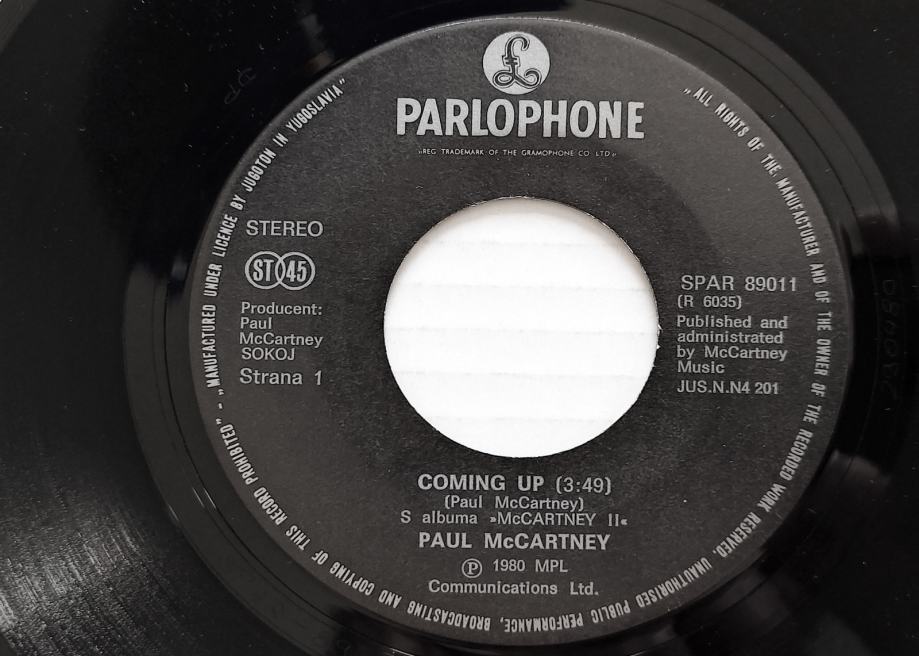 £
PARLOPHONE
„REG. TRADEMARK OF THE GRAMOPHONE CO. LTD.„
„ALL RIGHTS OF THE MANUFACTURER AND OF THE OWNER OF THE RECORDED WORK RESERVED. UNAUTHORISED PUBLIC PERFORMANCE, BROADCASTING AND COPYING OF THIS RECORD PROHIBITED” – „MANUFACTURED UNDER LICENCE BY JUGOTON IN YUGOSLAVIA”
STEREO
ST 45
Producent:
Paul
McCartney
SOKOJ
Strana 1
SPAR 89011
(R 6035)
Published and
administrated
by McCartney
Music
JUS.N.N4 201
COMING UP (3:49)
(Paul McCartney)
S albuma »McCARTNEY II«
PAUL McCARTNEY
℗ 1980 MPL
Communications Ltd.